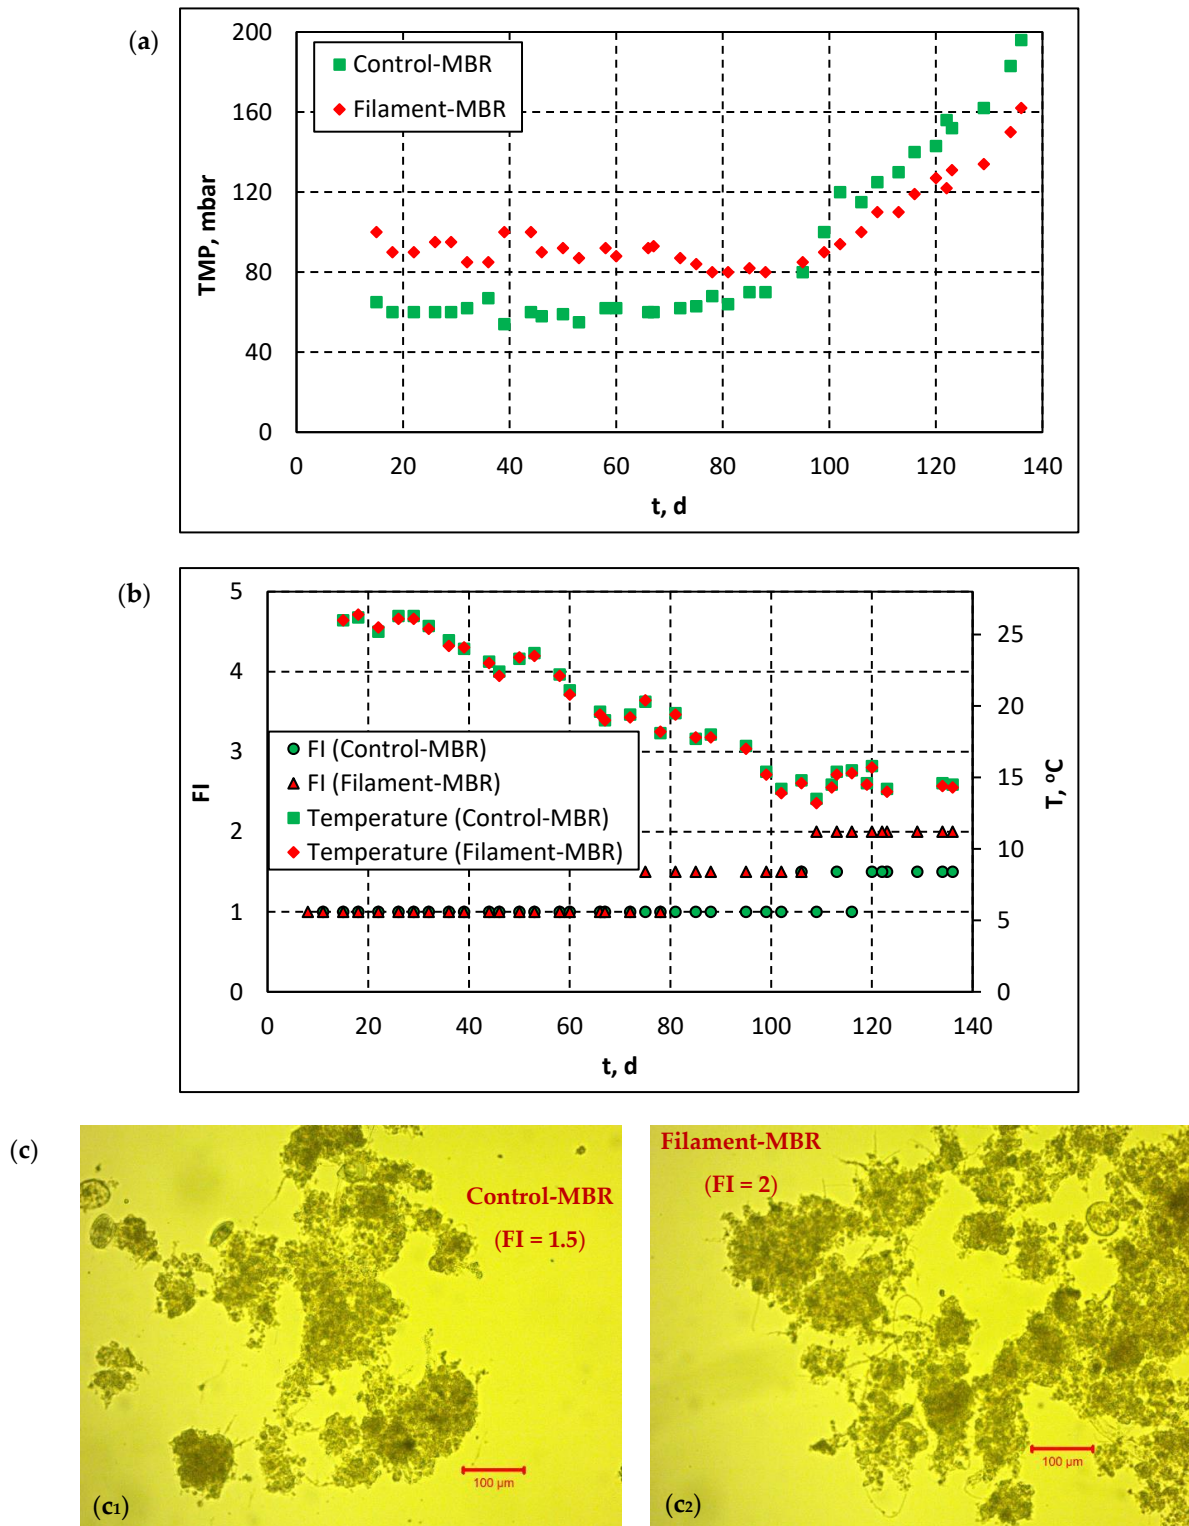 (a)
200
160
120
80
40
0
TMP, mbar
Control-MBR
Filament-MBR
0 20 40 60 80 100 120 140
t, d
(b)
5
4
3
2
1
0
FI
FI (Control-MBR)
FI (Filament-MBR)
Temperature (Control-MBR)
Temperature (Filament-MBR)
25
20
15
10
5
0
T, °C
0 20 40 60 80 100 120 140
t, d
(c)
Control-MBR
(FI = 1.5)
100 µm
(c1)
Filament-MBR
(FI = 2)
100 µm
(c2)